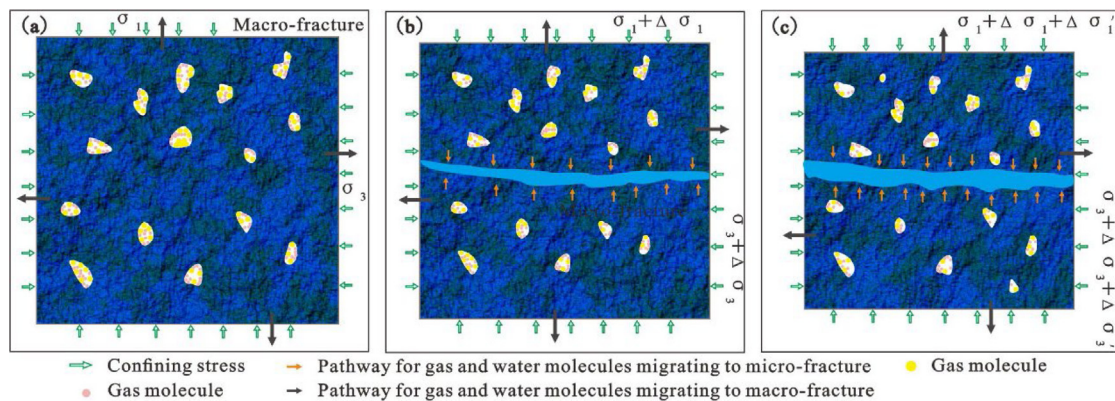 (a)
σ 1
Macro-fracture
σ 3
(b)
σ 1 + Δ σ 1
σ 3 + Δ σ 3
(c)
σ 1 + Δ σ 1 + Δ σ 1′
σ 3 + Δ σ 3 + Δ σ 3′
Confining stress
Pathway for gas and water molecules migrating to micro-fracture
Gas molecule
Gas molecule
Pathway for gas and water molecules migrating to macro-fracture